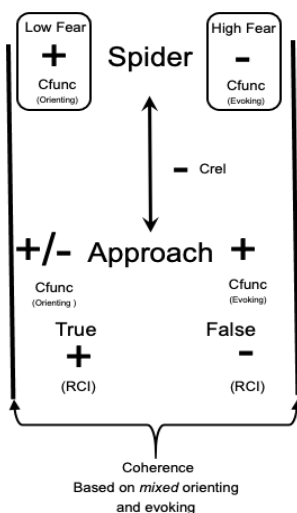 Low Fear
High Fear
+
Spider
-
Cfunc
(Orienting)
Cfunc
(Evoking)
- Crel
+/- Approach +
Cfunc
(Orienting )
Cfunc
(Evoking)
True
False
+
-
(RCI)
(RCI)
Coherence
Based on mixed orienting
and evoking